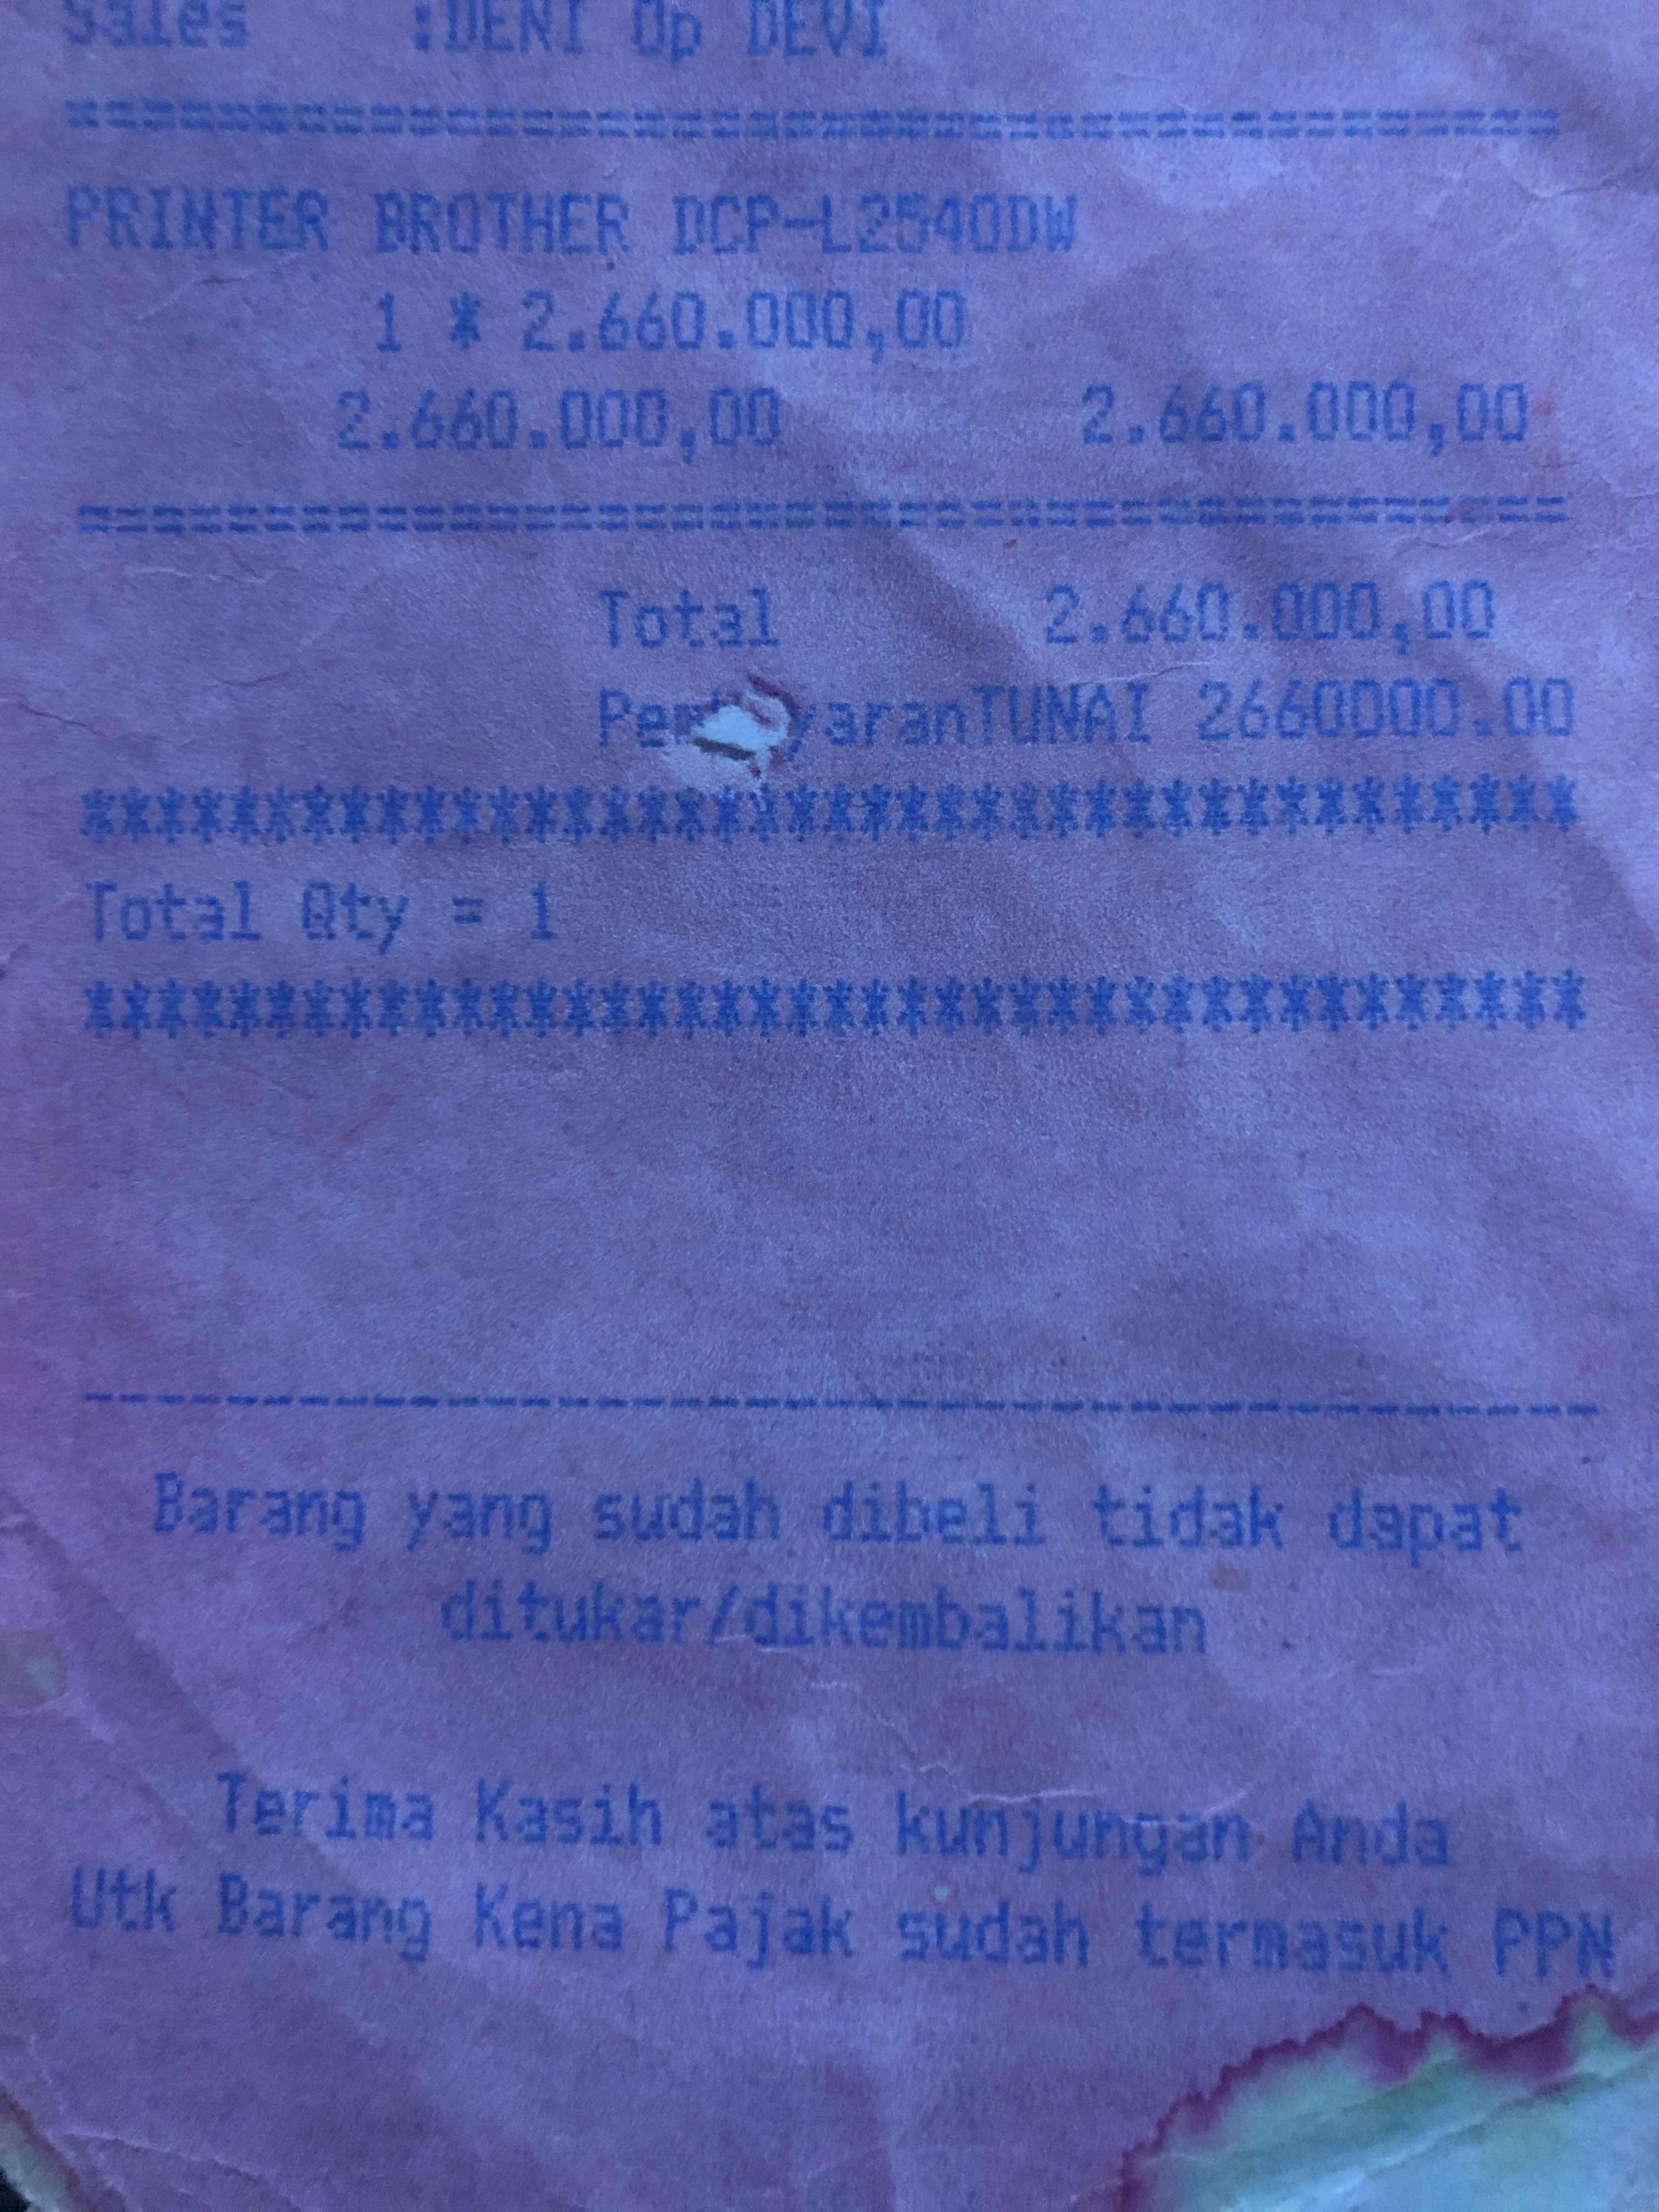 Sales :DENI Op DEVI
========================================
PRINTER BROTHER DCP-L2540DW
1 * 2.660.000,00
2.660.000,00 2.660.000,00
========================================
Total 2.660.000,00
TUNAI 2660000.00
*****************************************
Total Qty = 1
*****************************************
-----------------------------------------
Barang yang sudah dibeli tidak dapat
ditukar/dikembalikan
Terima Kasih atas kunjungan Anda
Utk Barang Kena Pajak sudah termasuk PPN